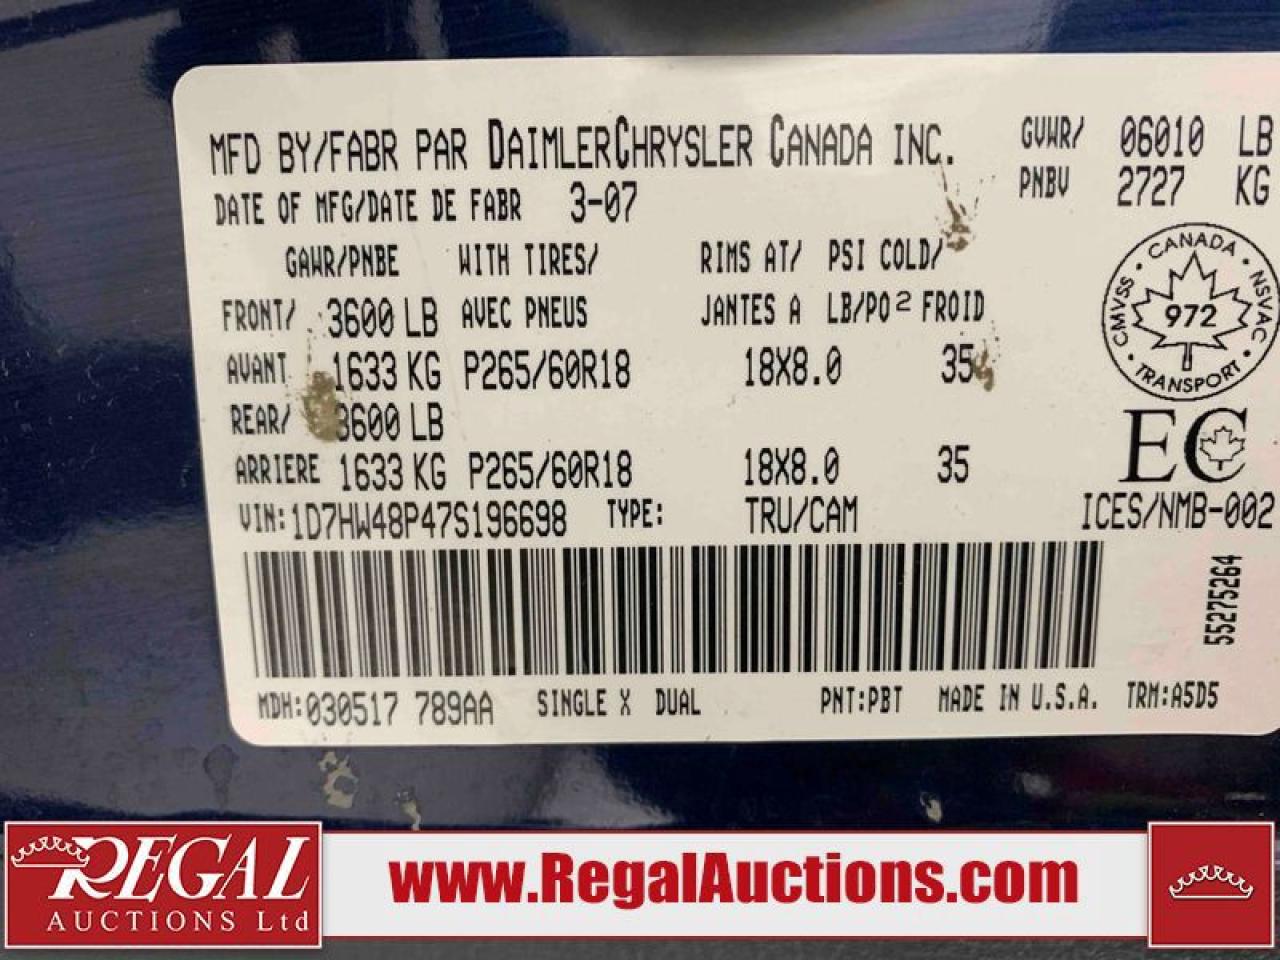 MFD BY/FABR PAR DAIMLERCHRYSLER CANADA INC.
DATE OF MFG/DATE DE FABR 3-07
GVWR/ 06010 LB
PNBV 2727 KG
GAWR/PNBE WITH TIRES/ RIMS AT/ PSI COLD/
FRONT/ 3600 LB AVEC PNEUS JANTES A LB/PO² FROID
AVANT 1633 KG P265/60R18 18X8.0 35
REAR/ 3600 LB
ARRIERE 1633 KG P265/60R18 18X8.0 35
VIN:1D7HW48P47S196698 TYPE: TRU/CAM
CANADA
CMVSS 972 NSVAC
TRANSPORT
EC
ICES/NMB-002
55275264
MDH:030517 789AA SINGLE X DUAL PNT:PBT MADE IN U.S.A. TRM:A5D5
REGAL
AUCTIONS Ltd
www.RegalAuctions.com